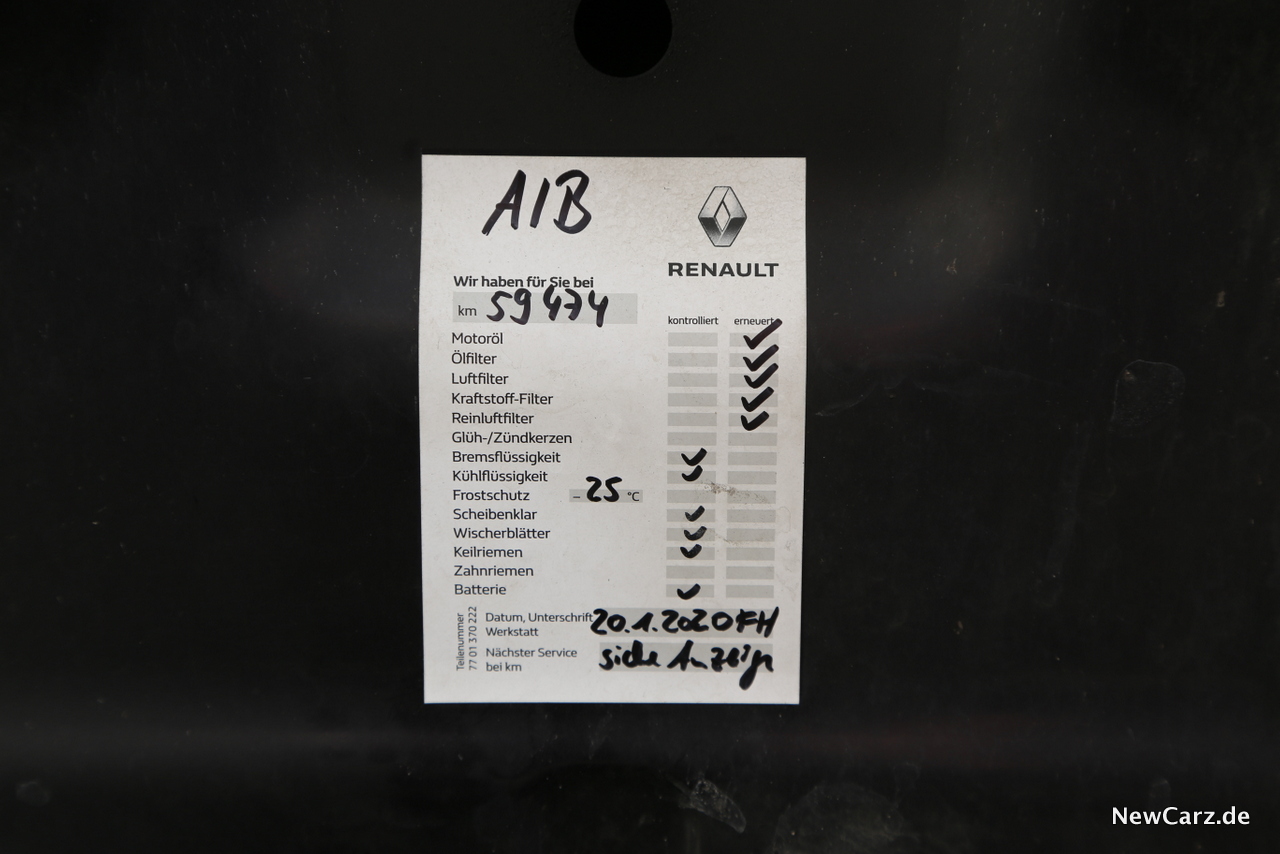 A/B
RENAULT
Wir haben für Sie bei
km 59474
kontrolliert erneuert
Motoröl
Ölfilter
Luftfilter
Kraftstoff-Filter
Reinluftfilter
Glüh-/Zündkerzen
Bremsflüssigkeit
Kühlflüssigkeit
Frostschutz – 25 °C
Scheibenklar
Wischerblätter
Keilriemen
Zahnriemen
Batterie
Teilenummer
77 01 370 222
Datum, Unterschrift 20.1.2020 FH
Werkstatt
Nächster Service siehe Anzeige
bei km
NewCarz.de